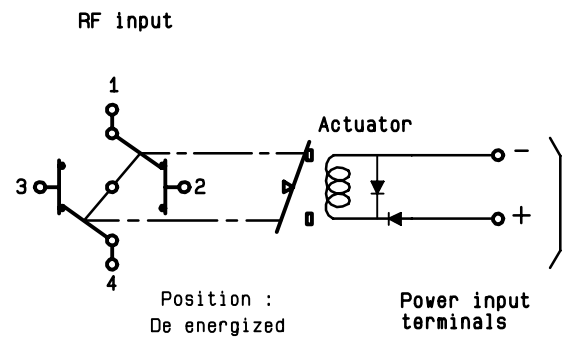 RF input
1
Actuator
−
3
2
+
4
Position :
De energized
Power input
terminals